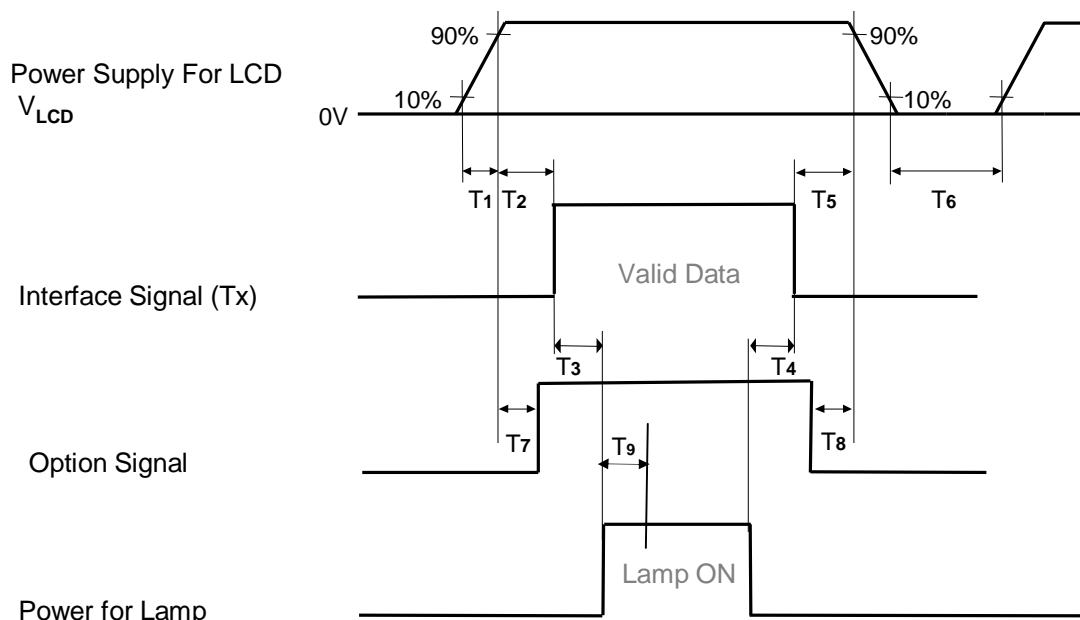 90%
90%
Power Supply For LCD
VLCD
10%
10%
0V
T1
T2
T5
T6
Valid Data
Interface Signal (Tx)
T3
T4
T7
T9
T8
Option Signal
Lamp ON
Power for Lamp